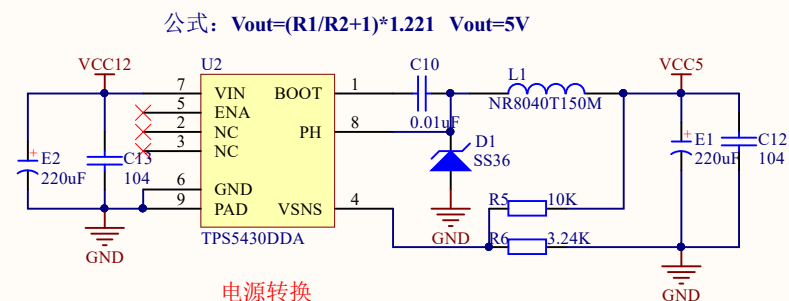 公式：Vout=(R1/R2+1)*1.221 Vout=5V
VCC12
U2
C10
L1
VCC5
7 VIN BOOT 1
5 ENA
2 NC PH 8
3 NC
6 GND
9 PAD VSNS 4
TPS5430DDA
0.01uF
NR8040T150M
D1
SS36
E2
220uF
C13
104
E1
220uF
C12
104
R5 10K
R6 3.24K
GND
GND
GND
电源转换